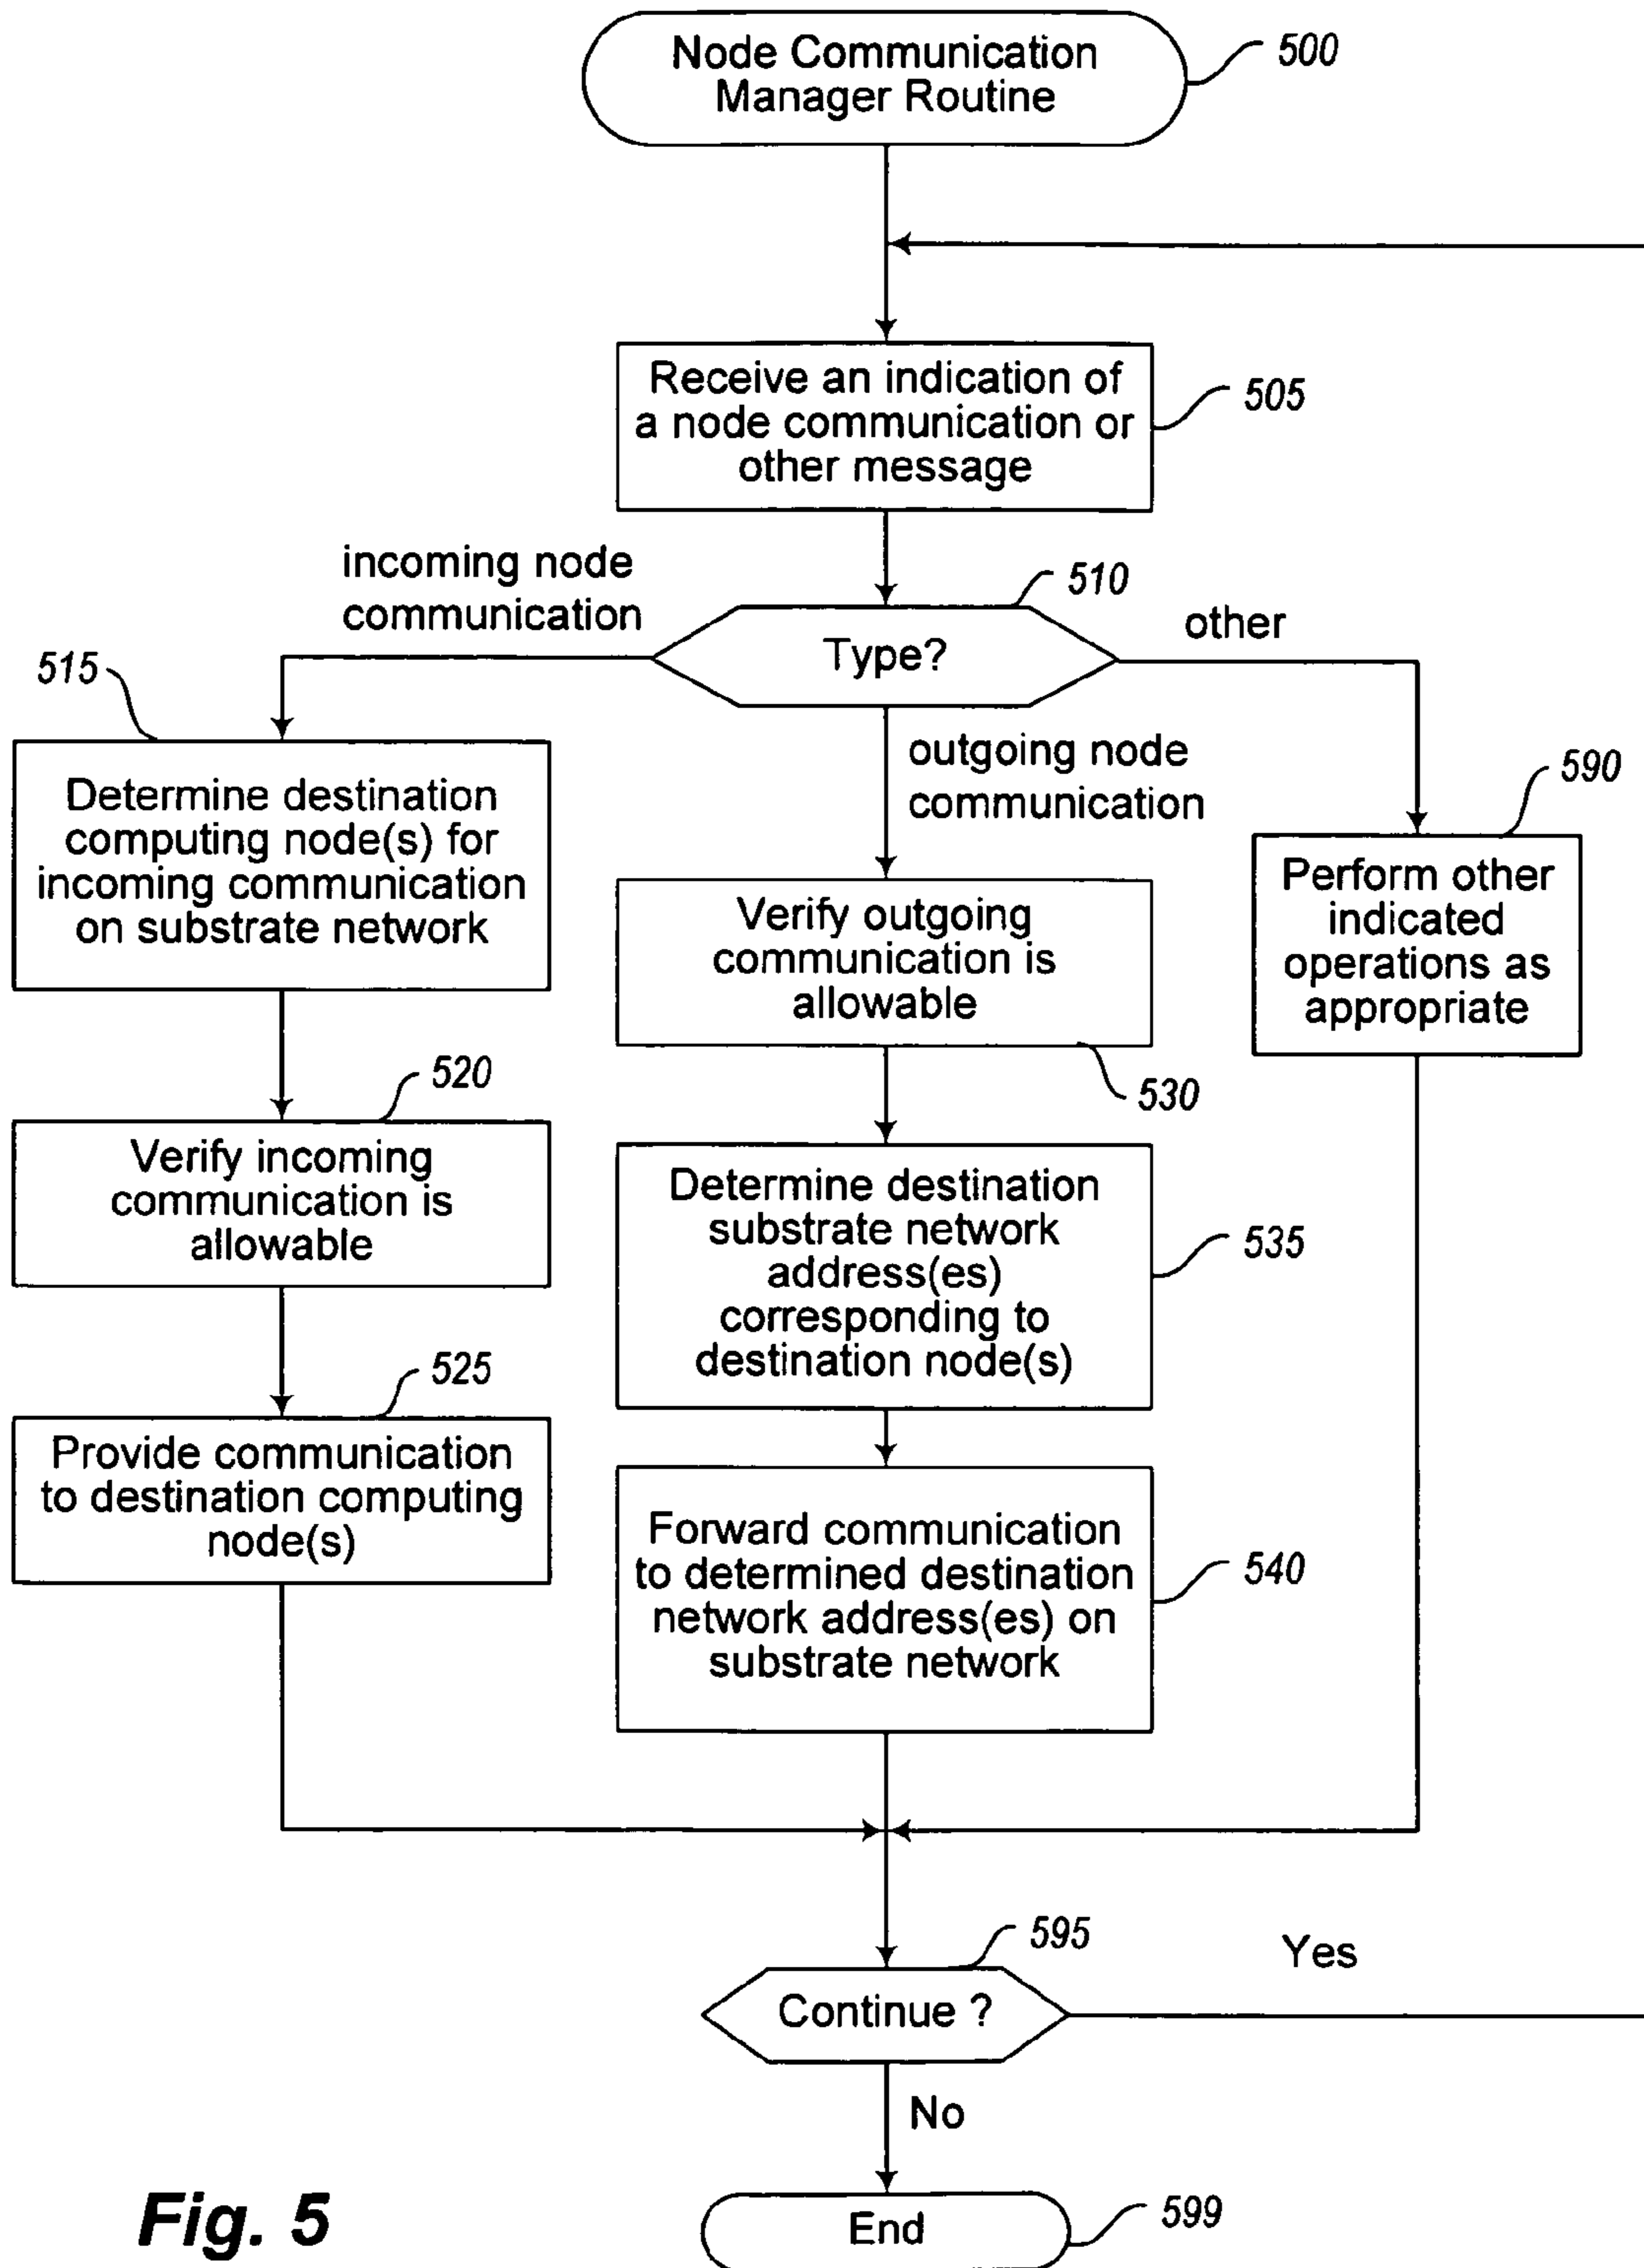 Node Communication
Manager Routine
500
Receive an indication of
a node communication or
other message
505
incoming node
communication
510
Type?
other
515
Determine destination
computing node(s) for
incoming communication
on substrate network
outgoing node
communication
590
Perform other
indicated
operations as
appropriate
Verify outgoing
communication is
allowable
530
520
Verify incoming
communication is
allowable
Determine destination
substrate network
address(es)
corresponding to
destination node(s)
535
525
Provide communication
to destination computing
node(s)
Forward communication
to determined destination
network address(es) on
substrate network
540
595
Continue ?
Yes
No
End
599
Fig. 5